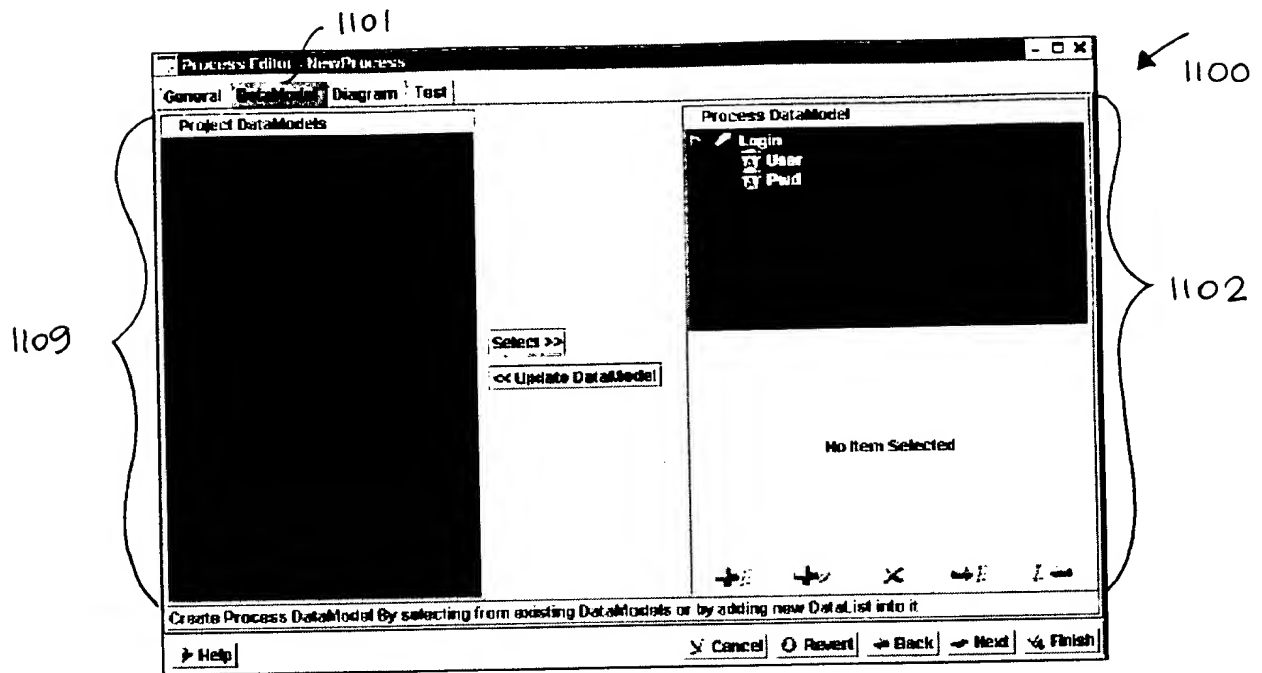 1101
Process Editor - NewProcess
1100
General DataModel Diagram Test
Project DataModels
Process DataModel
Login
User
Pwd
1102
1109
Select >>
<< Update DataModel
No Item Selected
Create Process DataModel By selecting from existing DataModels or by adding new DataList into it
Help
Cancel Revert Back Next Finish